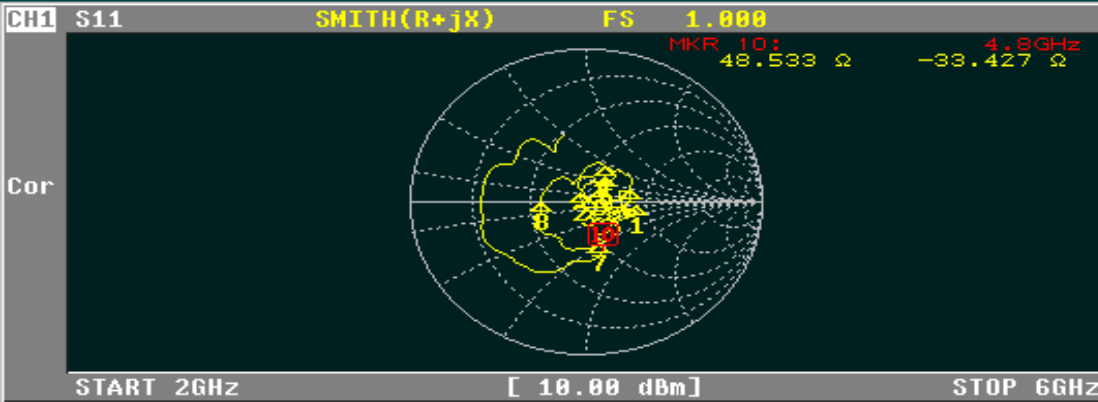 CH1 S11 SMITH(R+jX) FS 1.000
MKR 10: 4.8GHz
48.533 Ω -33.427 Ω
Cor
8 10 1
7
START 2GHz [ 10.00 dBm] STOP 6GHz